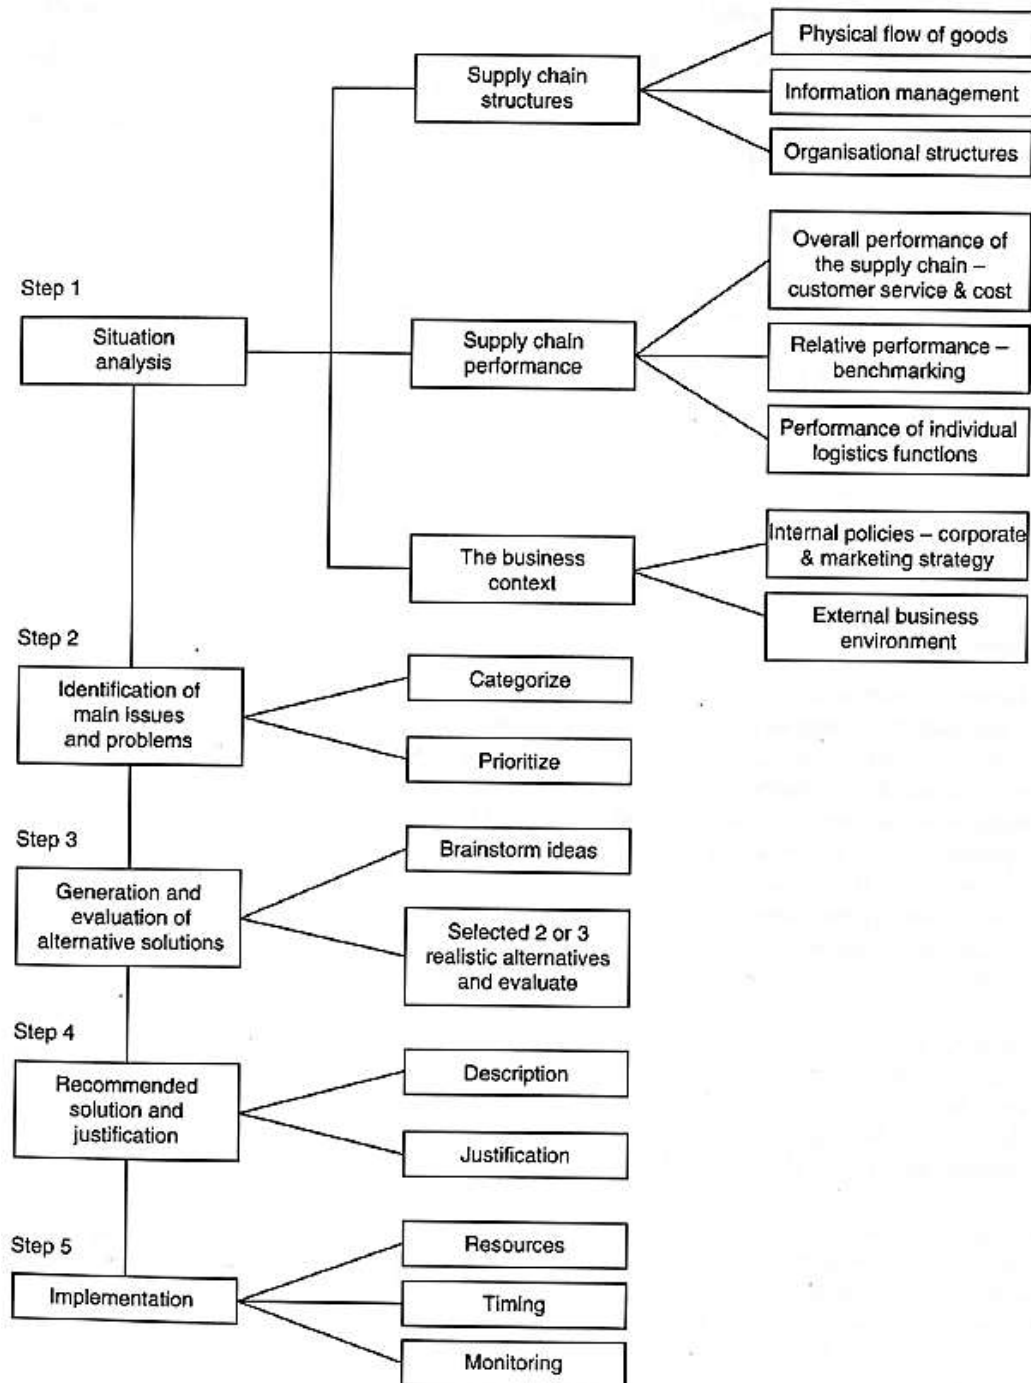 Physical flow of goods
Supply chain
structures
Information management
Organisational structures
Overall performance of
the supply chain –
customer service & cost
Step 1
Situation
analysis
Supply chain
performance
Relative performance –
benchmarking
Performance of individual
logistics functions
Internal policies – corporate
& marketing strategy
The business
context
External business
environment
Step 2
Identification of
main issues
and problems
Categorize
Prioritize
Step 3
Generation and
evaluation of
alternative solutions
Brainstorm ideas
Selected 2 or 3
realistic alternatives
and evaluate
Step 4
Recommended
solution and
justification
Description
Justification
Step 5
Implementation
Resources
Timing
Monitoring